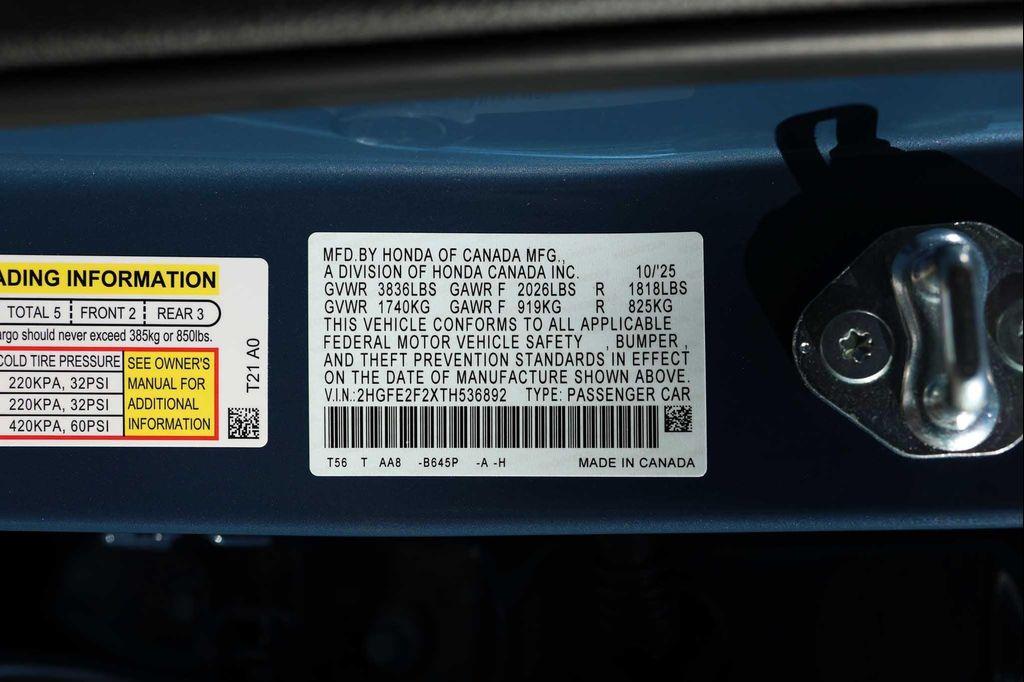 ADING INFORMATION
TOTAL 5 FRONT 2 REAR 3
argo should never exceed 385kg or 850lbs.
COLD TIRE PRESSURE
220KPA, 32PSI
220KPA, 32PSI
420KPA, 60PSI
SEE OWNER'S
MANUAL FOR
ADDITIONAL
INFORMATION
T21 A0
MFD.BY HONDA OF CANADA MFG.,
A DIVISION OF HONDA CANADA INC. 10/'25
GVWR 3836LBS GAWR F 2026LBS R 1818LBS
GVWR 1740KG GAWR F 919KG R 825KG
THIS VEHICLE CONFORMS TO ALL APPLICABLE
FEDERAL MOTOR VEHICLE SAFETY , BUMPER ,
AND THEFT PREVENTION STANDARDS IN EFFECT
ON THE DATE OF MANUFACTURE SHOWN ABOVE.
V.I.N.: 2HGFE2F2XTH536892 TYPE: PASSENGER CAR
T56 T AA8 -B645P -A -H MADE IN CANADA